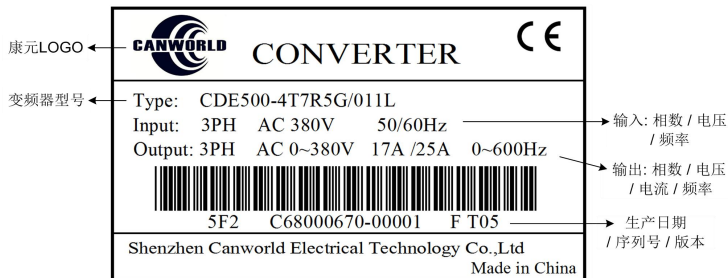 康元LOGO
CANWORLD
CONVERTER
CE
变频器型号
Type: CDE500-4T7R5G/011L
Input: 3PH AC 380V 50/60Hz
输入: 相数 / 电压
/ 频率
Output: 3PH AC 0~380V 17A /25A 0~600Hz
输出: 相数 / 电压
/ 电流 / 频率
5F2 C68000670-00001 F T05
生产日期
/ 序列号 / 版本
Shenzhen Canworld Electrical Technology Co.,Ltd
Made in China